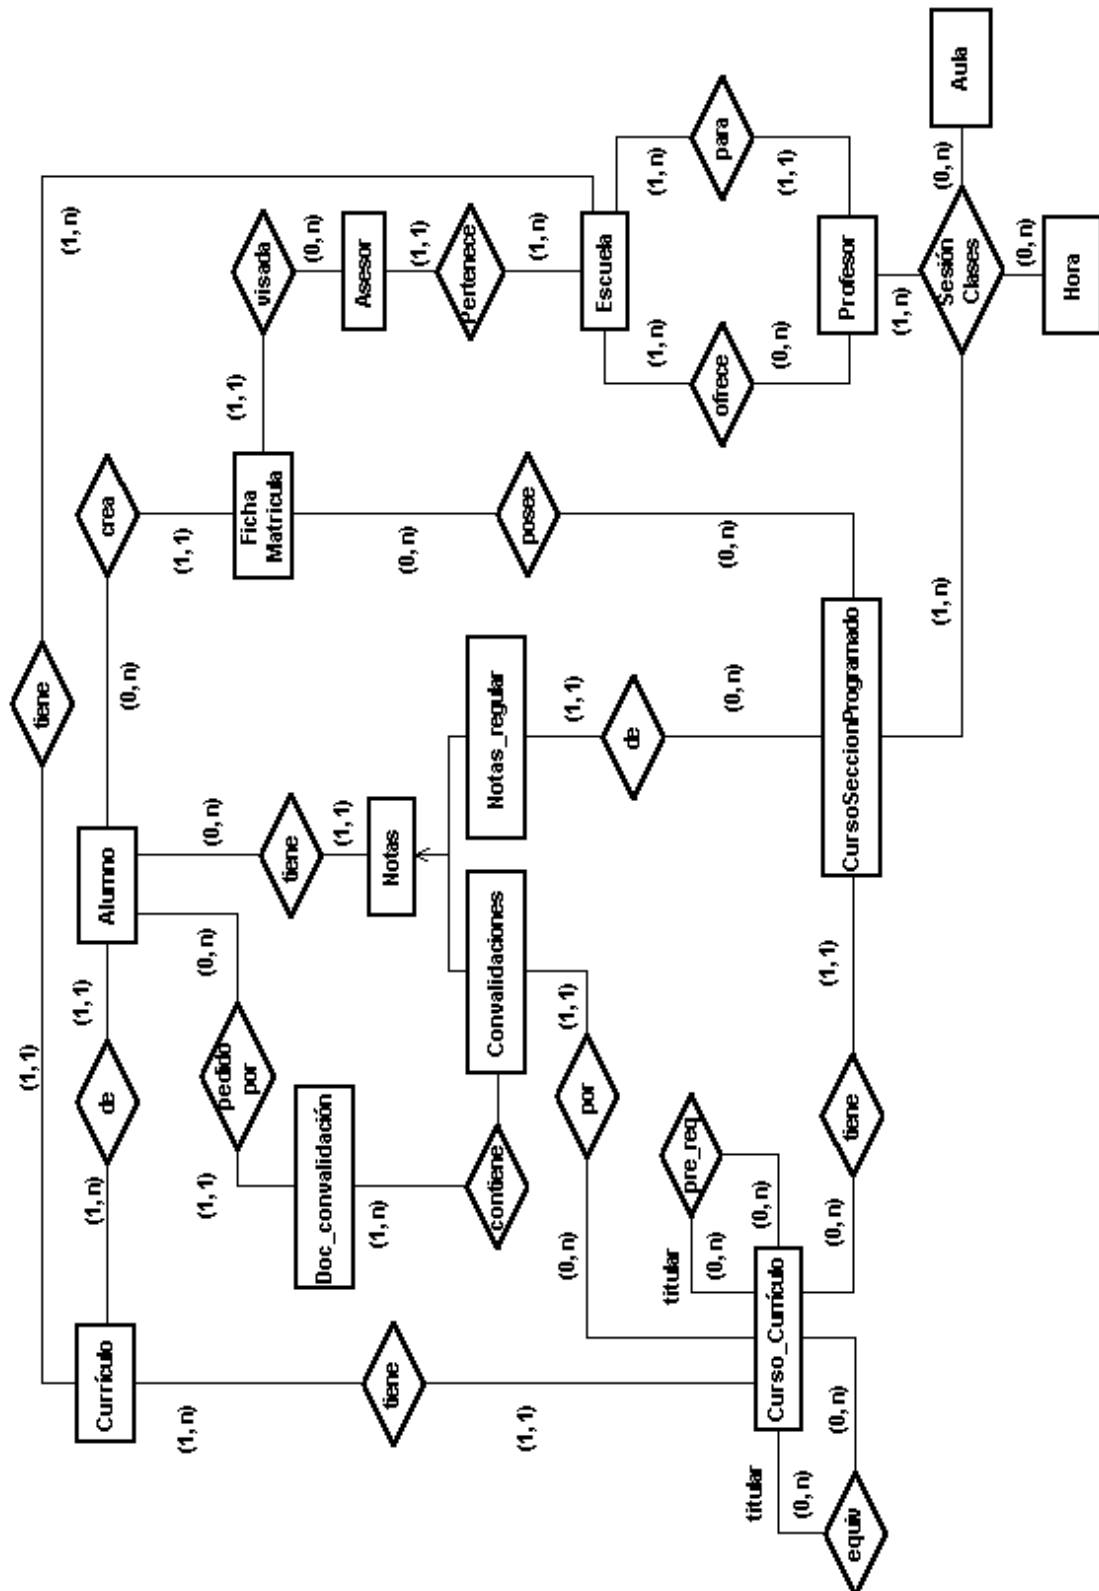 (1,1)
tiene
(1,n)
Currículo
(1,n)
de
(1,1)
Alumno
(0,n)
crea
(1,n)
(1,1)
pedido
por
(0,n)
(0,n)
(1,1)
Ficha
Matricula
(1,1)
visada
tiene
(0,n)
Doc_convalidación
(1,1)
Asesor
(1,n)
tiene
Notas
(0,n)
(1,1)
Pertenece
contiene
Convalidaciones
Notas_regular
(1,1)
posee
(1,n)
(0,n)
(1,1)
(1,1)
por
Escuela
de
(1,n)
(1,n)
titular
pre_req
(0,n)
ofrece
para
(0,n)
(0,n)
titular
(0,n)
Curso_Currículo
(0,n)
(1,1)
(0,n)
(1,1)
(0,n)
(0,n)
equiv
tiene
CursoSeccionProgramado
Profesor
(1,n)
(1,n)
Sesión
Clases
(0,n)
Aula
(0,n)
Hora